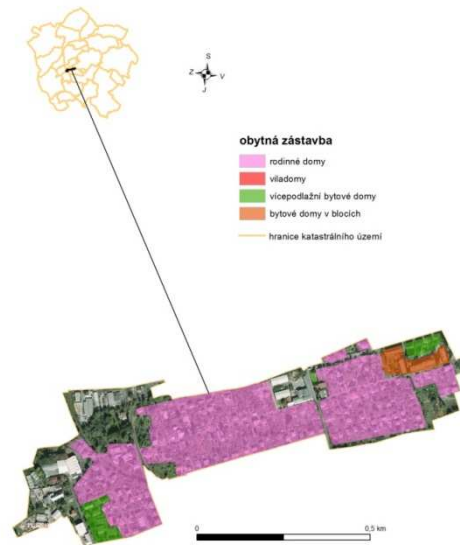 S
Z
V
J
obytná zástavba
rodinné domy
viladomy
vícepodlažní bytové domy
bytové domy v blocích
hranice katastrálního území
0
0,5 km